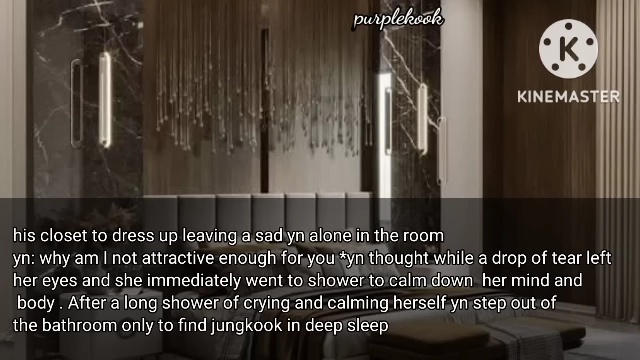 purplekook
KINEMASTER
his closet to dress up leaving a sad yn alone in the room
yn: why am I not attractive enough for you *yn thought while a drop of tear left
her eyes and she immediately went to shower to calm down her mind and
body . After a long shower of crying and calming herself yn step out of
the bathroom only to find jungkook in deep sleep